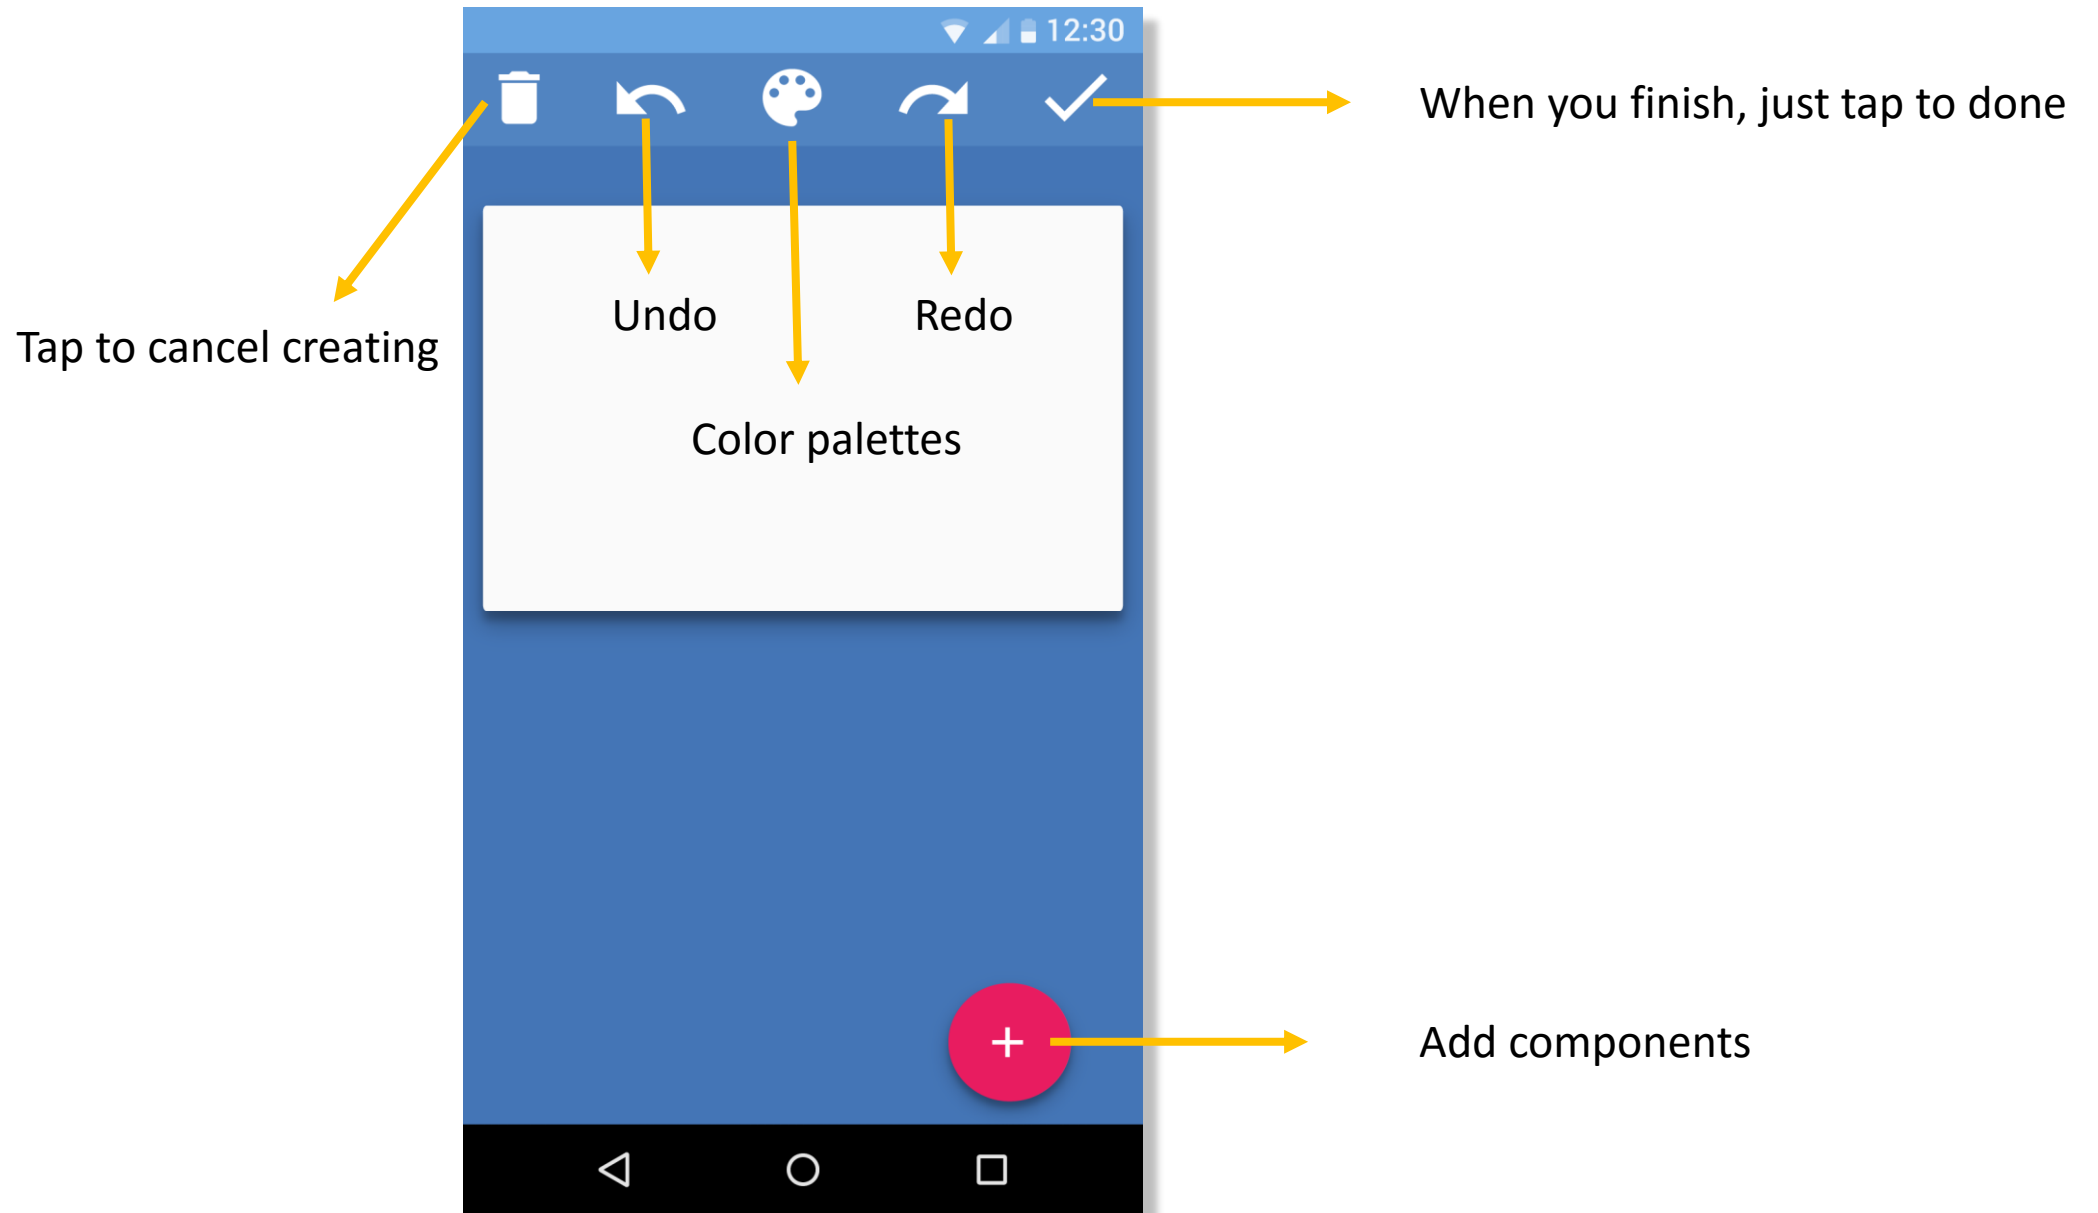 12:30
When you finish, just tap to done
Undo
Redo
Tap to cancel creating
Color palettes
Add components